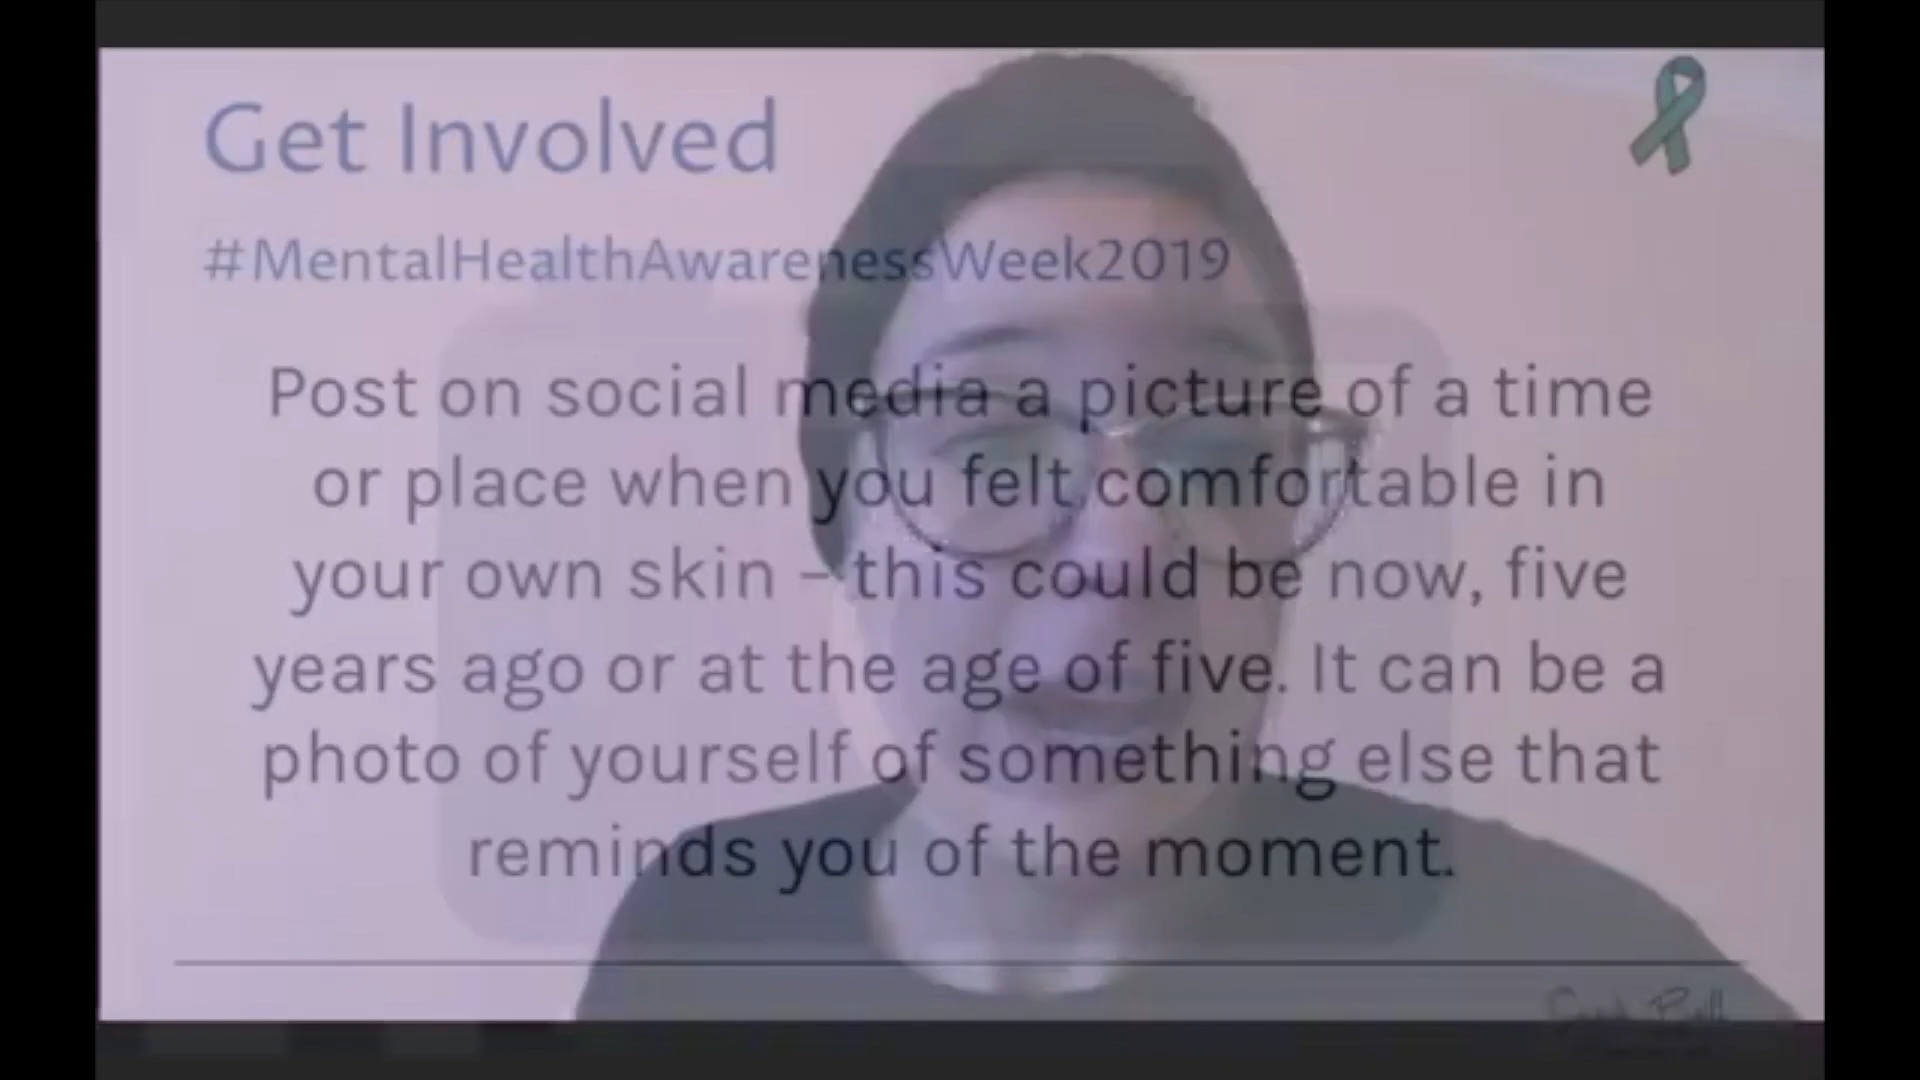 Get Involved
#MentalHealthAwarenessWeek2019
Post on social media a picture of a time
or place when you felt comfortable in
your own skin – this could be now, five
years ago or at the age of five. It can be a
photo of yourself of something else that
reminds you of the moment.